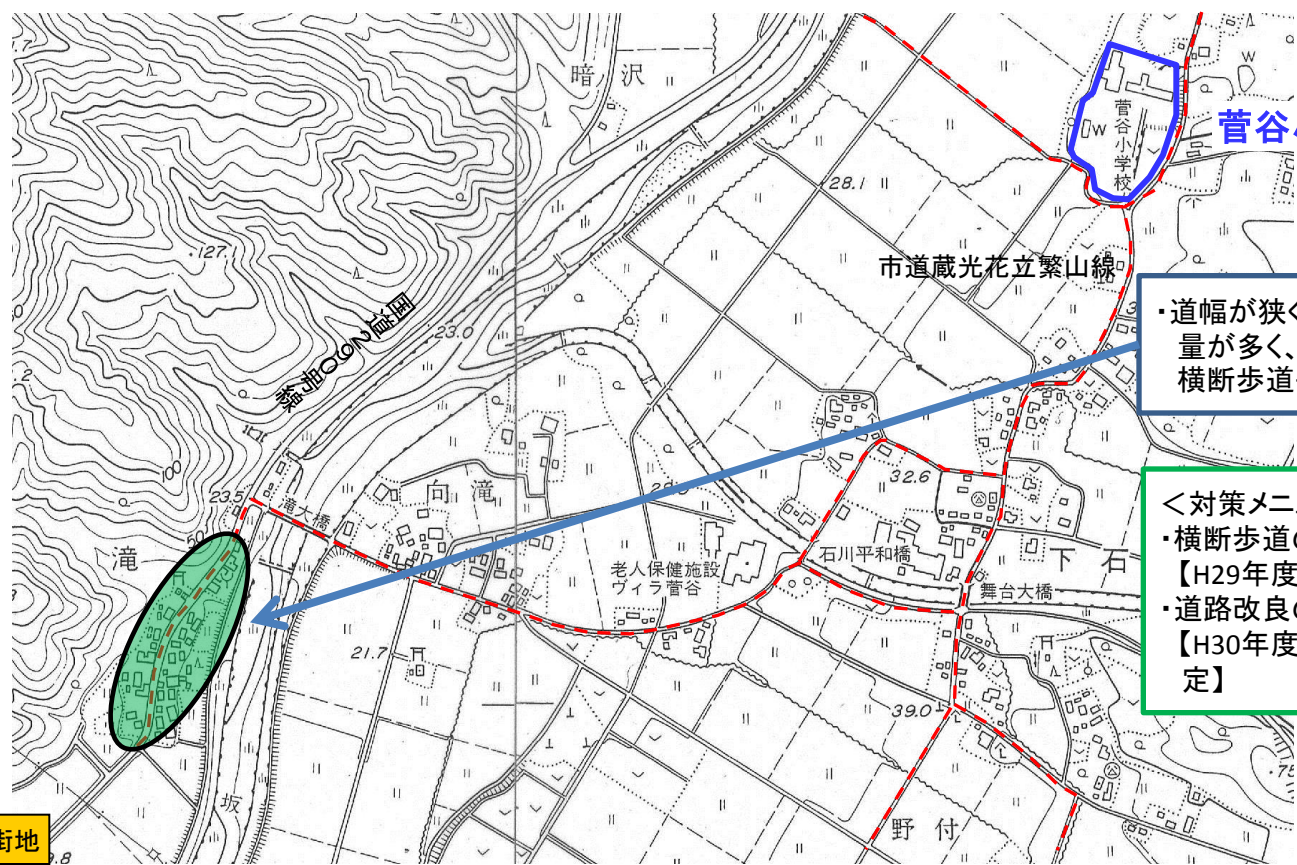 暗沢
菅谷小学校
菅谷小
28.1
市道蔵光花立繁山線
127.1
国道290号線
23.0
・道幅が狭く
量が多く、
横断歩道
100
23.5
滝大橋
向滝
32.6
60
滝
老人保健施設
ヴィラ菅谷
石川平和橋
舞台大橋
下石
＜対策メニュ
・横断歩道の
【H29年度
・道路改良の
【H30年度
定】
21.7
39.0
坂
野付
街地